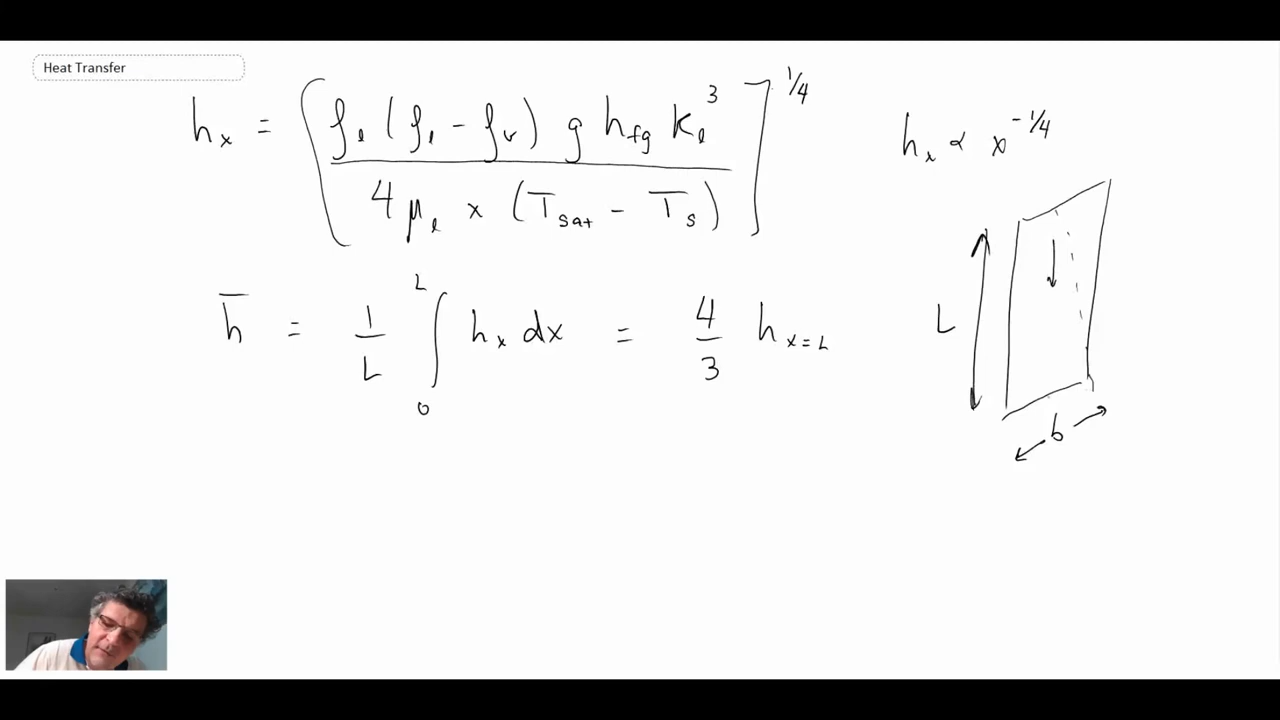 Heat Transfer
h_x = [ ρ_l (ρ_l - ρ_v) g h_fg k_l^3 / 4 μ_l x (T_sat - T_s) ]^1/4
h_x ∝ x^-1/4
h̅ = 1/L ∫_0^L h_x dx = 4/3 h_x=L
L
b